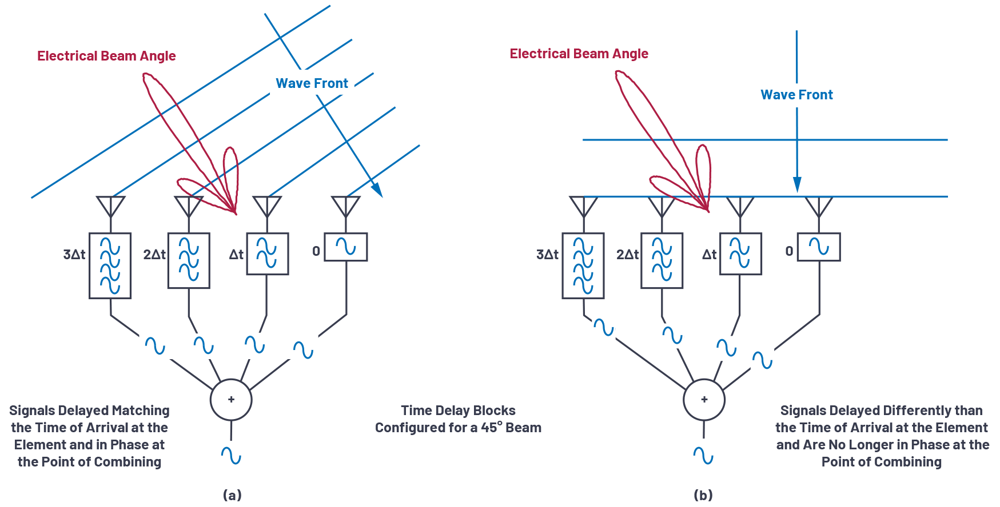 Electrical Beam Angle
Wave Front
3Δt
2Δt
Δt
0
+
Signals Delayed Matching
the Time of Arrival at the
Element and in Phase at
the Point of Combining
(a)
Time Delay Blocks
Configured for a 45° Beam
Electrical Beam Angle
Wave Front
3Δt
2Δt
Δt
0
+
Signals Delayed Differently than
the Time of Arrival at the Element
and Are No Longer in Phase at the
Point of Combining
(b)